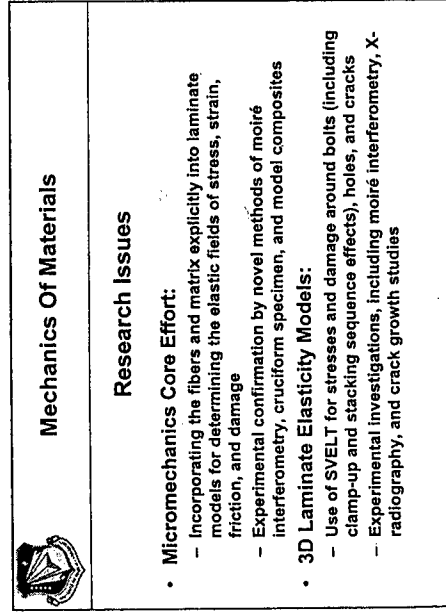 Mechanics Of Materials
Research Issues
• Micromechanics Core Effort:
– Incorporating the fibers and matrix explicitly into laminate
models for determining the elastic fields of stress, strain,
friction, and damage
– Experimental confirmation by novel methods of moiré
interferometry, cruciform specimen, and model composites
• 3D Laminate Elasticity Models:
– Use of SVELT for stresses and damage around bolts (including
clamp-up and stacking sequence effects), holes, and cracks
– Experimental investigations, including moiré interferometry, X-
radiography, and crack growth studies